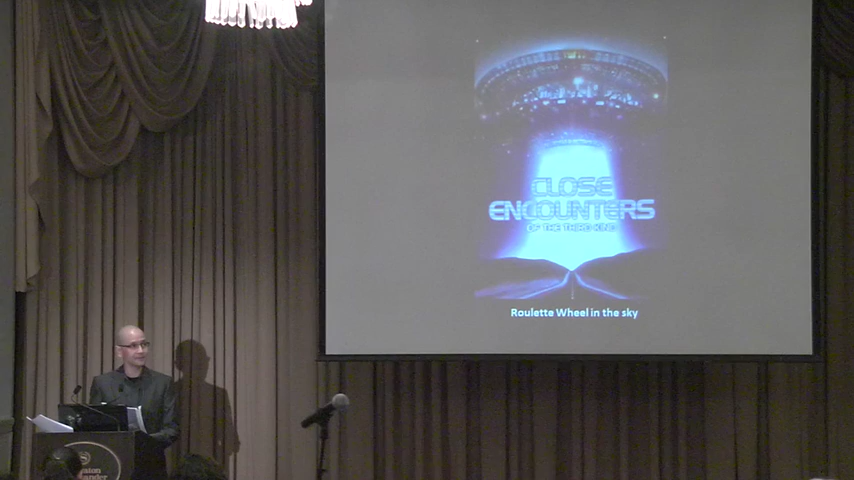 CLOSE
ENCOUNTERS
OF THE THIRD KIND
Roulette Wheel in the sky